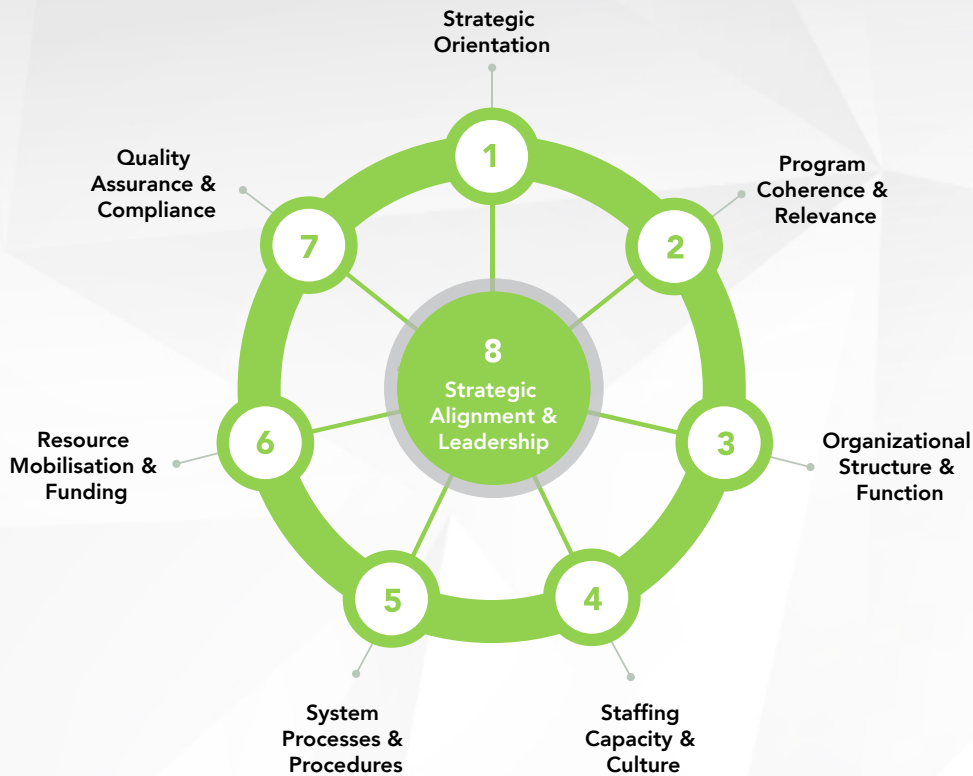 Strategic
Orientation
1
Program
Coherence &
Relevance
2
Organizational
Structure &
Function
3
Staffing
Capacity &
Culture
4
System
Processes &
Procedures
5
Resource
Mobilisation &
Funding
6
Quality
Assurance &
Compliance
7
8
Strategic
Alignment &
Leadership